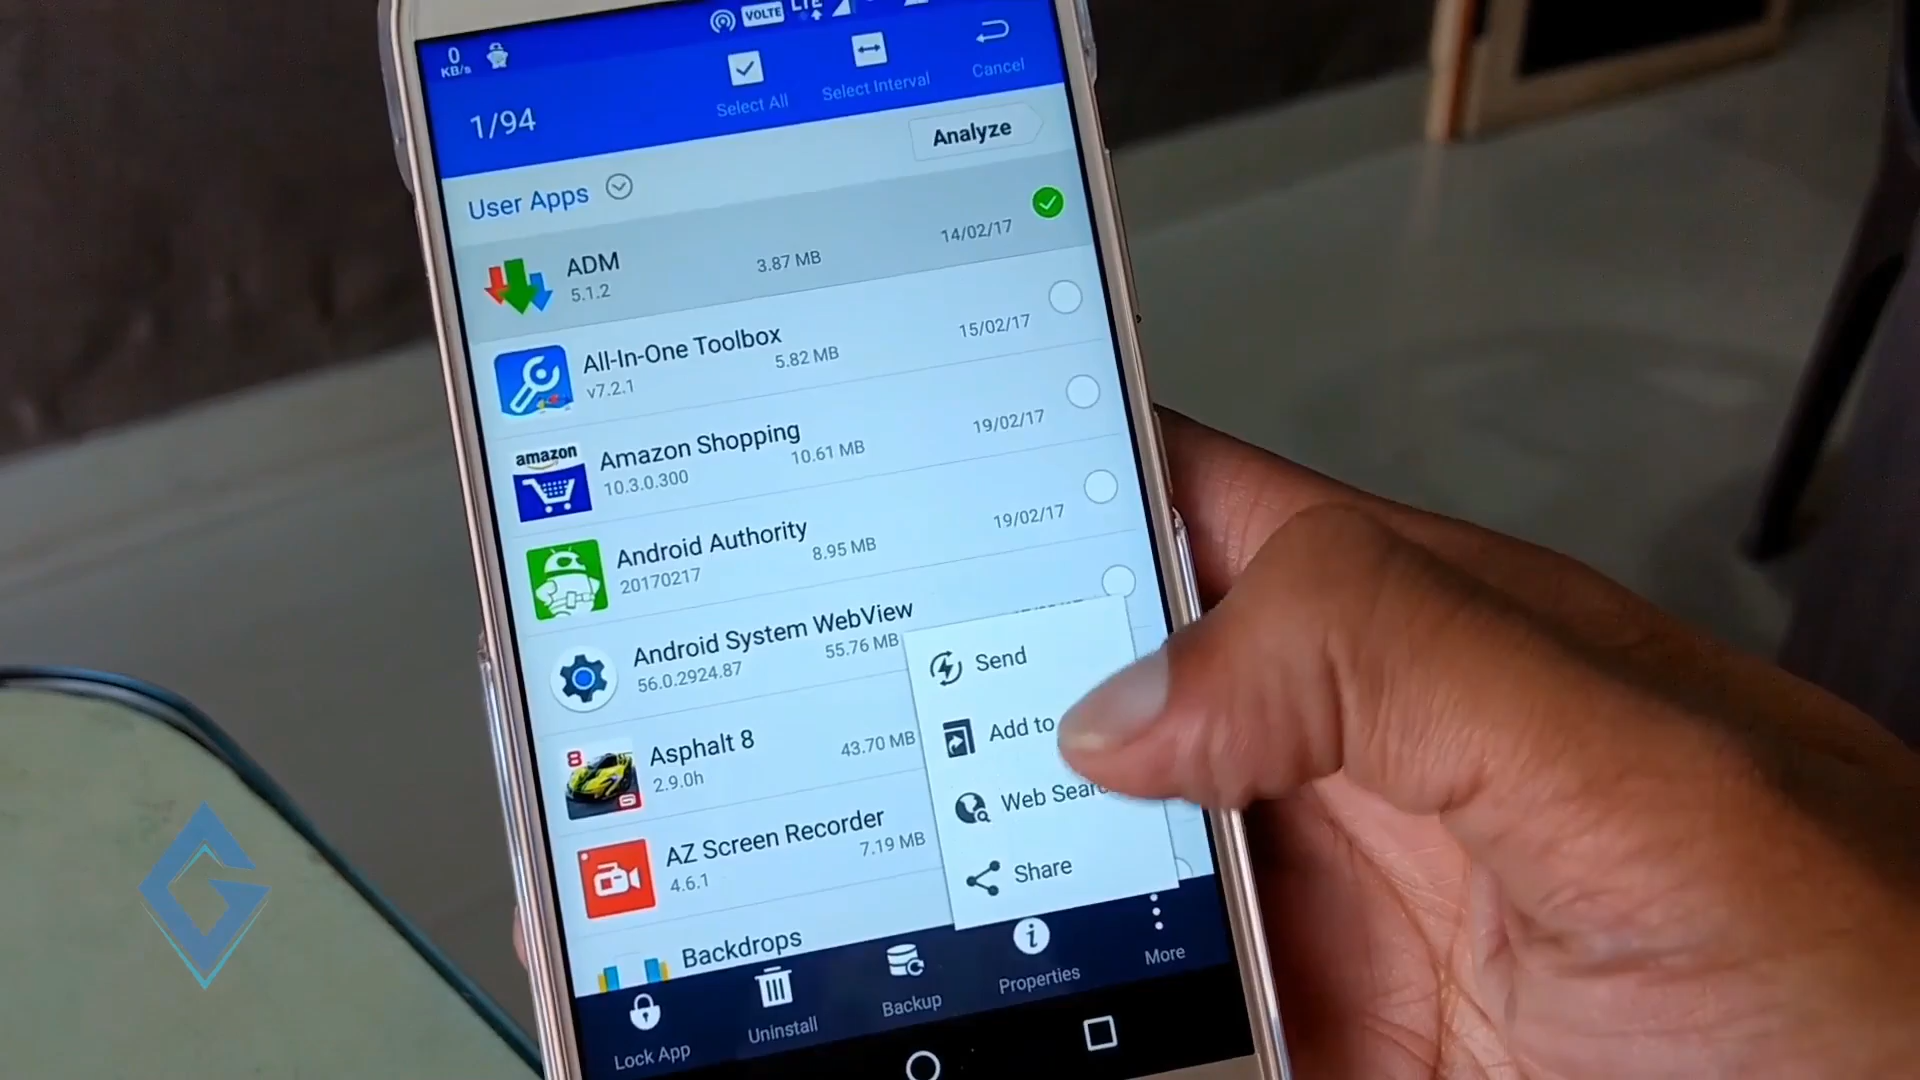 0
KB/s
VOLTE
LTE
1/94
Select All
Select Interval
Cancel
Analyze
User Apps
ADM
5.1.2
3.87 MB
14/02/17
All-In-One Toolbox
v7.2.1
5.82 MB
15/02/17
amazon
Amazon Shopping
10.3.0.300
10.61 MB
19/02/17
Android Authority
20170217
8.95 MB
19/02/17
Android System WebView
56.0.2924.87
55.76 MB
8
Asphalt 8
2.9.0h
43.70 MB
AZ Screen Recorder
4.6.1
7.19 MB
Backdrops
Send
Add to
Web Sear
Share
Lock App
Uninstall
Backup
Properties
More